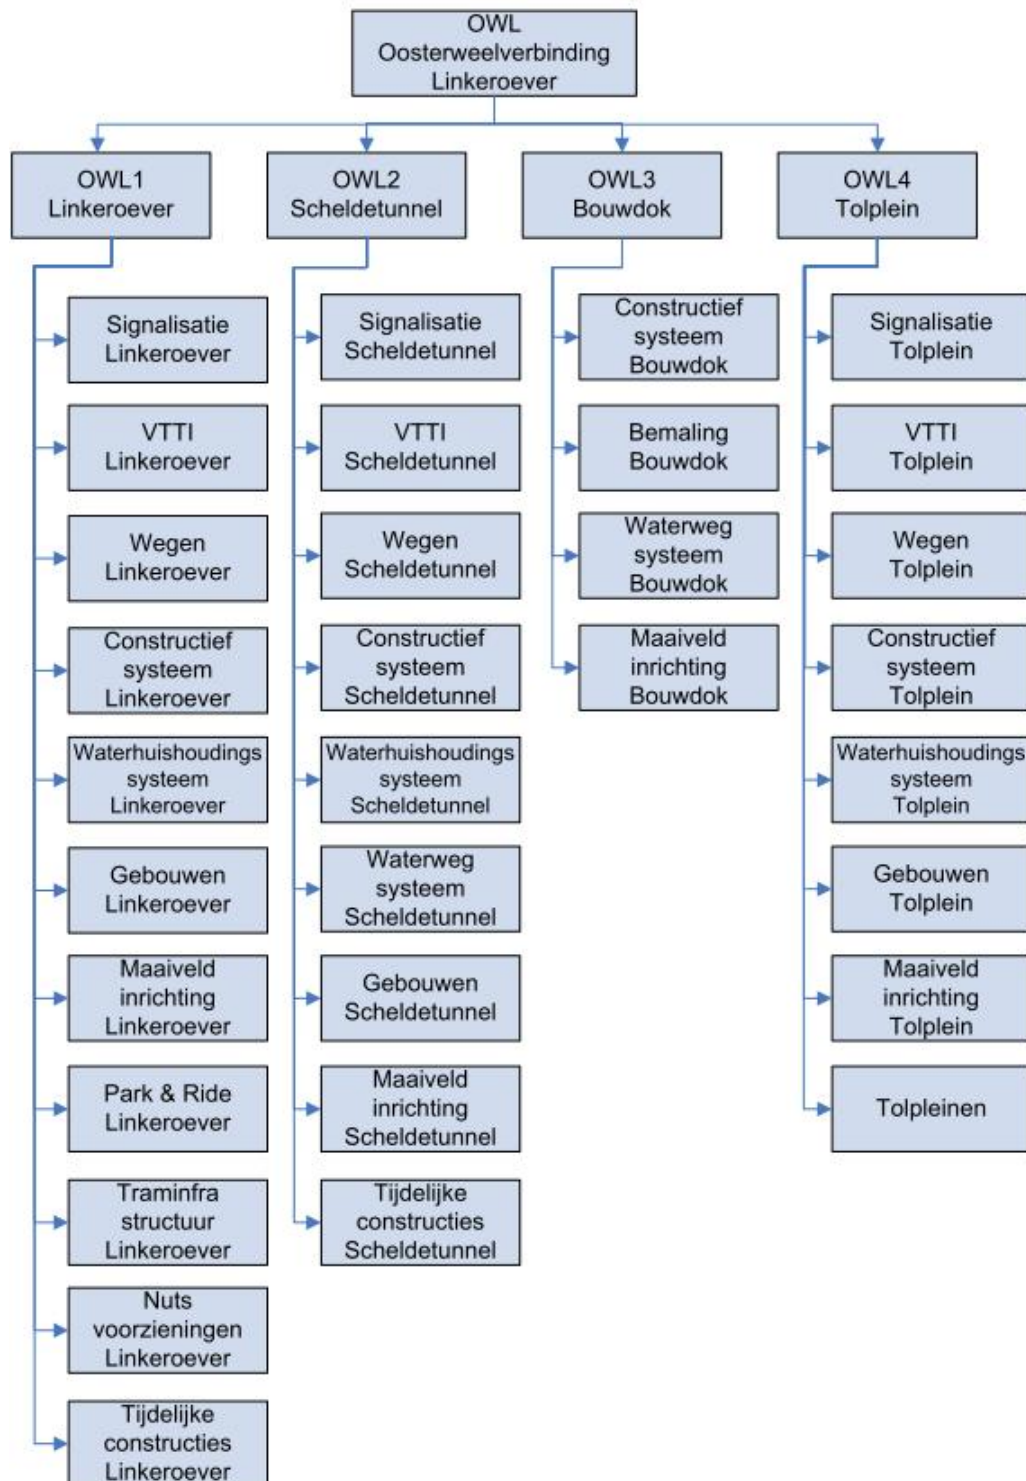 OWL
Oosterweelverbinding
Linkeroever
OWL1
Linkeroever
OWL2
Scheldetunnel
OWL3
Bouwdok
OWL4
Tolplein
Signalisatie
Linkeroever
VTTI
Linkeroever
Wegen
Linkeroever
Constructief
systeem
Linkeroever
Waterhuishoudings
systeem
Linkeroever
Gebouwen
Linkeroever
Maaiveld
inrichting
Linkeroever
Park & Ride
Linkeroever
Traminfra
structuur
Linkeroever
Nuts
voorzieningen
Linkeroever
Tijdelijke
constructies
Linkeroever
Signalisatie
Scheldetunnel
VTTI
Scheldetunnel
Wegen
Scheldetunnel
Constructief
systeem
Scheldetunnel
Waterhuishoudings
systeem
Scheldetunnel
Waterweg
systeem
Scheldetunnel
Gebouwen
Scheldetunnel
Maaiveld
inrichting
Scheldetunnel
Tijdelijke
constructies
Scheldetunnel
Constructief
systeem
Bouwdok
Bemaling
Bouwdok
Waterweg
systeem
Bouwdok
Maaiveld
inrichting
Bouwdok
Signalisatie
Tolplein
VTTI
Tolplein
Wegen
Tolplein
Constructief
systeem
Tolplein
Waterhuishoudings
systeem
Tolplein
Gebouwen
Tolplein
Maaiveld
inrichting
Tolplein
Tolpleinen